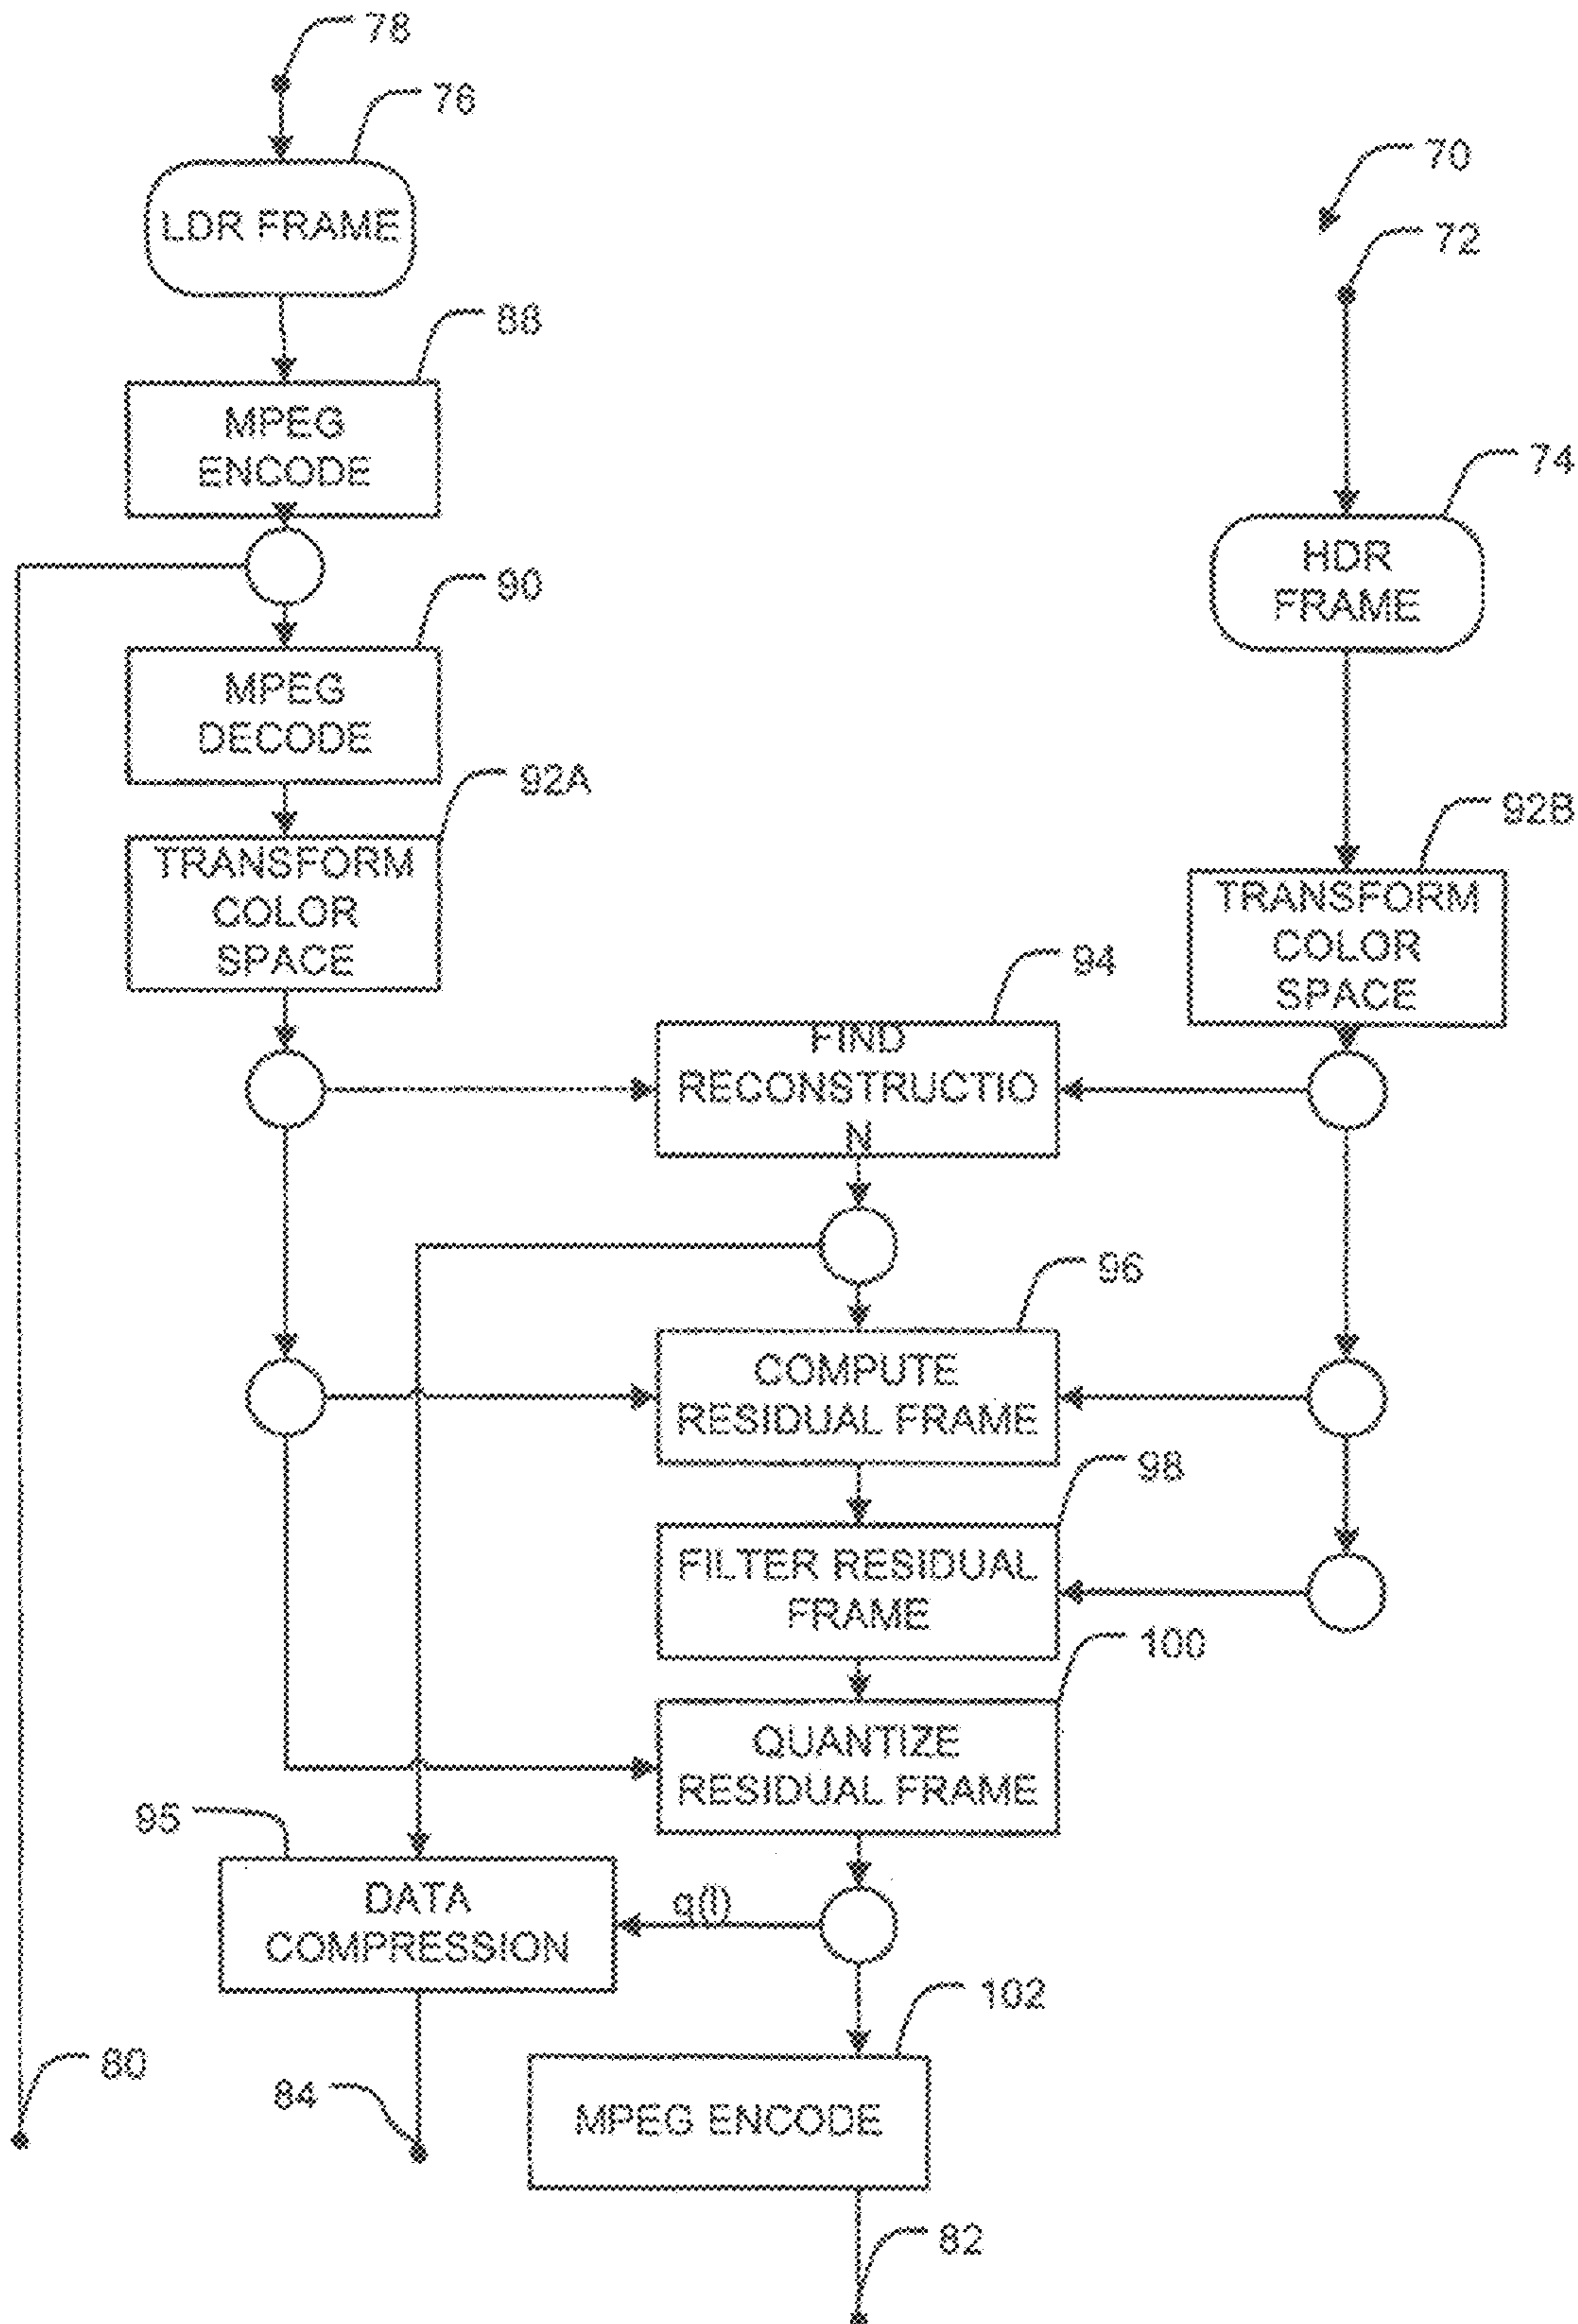 78
76
LDR FRAME
70
72
88
MPEG
ENCODE
74
HDR
FRAME
90
MPEG
DECODE
92A
TRANSFORM
COLOR
SPACE
92B
TRANSFORM
COLOR
SPACE
94
FIND
RECONSTRUCTIO
N
96
COMPUTE
RESIDUAL FRAME
98
FILTER RESIDUAL
FRAME
100
QUANTIZE
RESIDUAL FRAME
95
DATA
COMPRESSION
q(l)
102
MPEG ENCODE
80
84
82